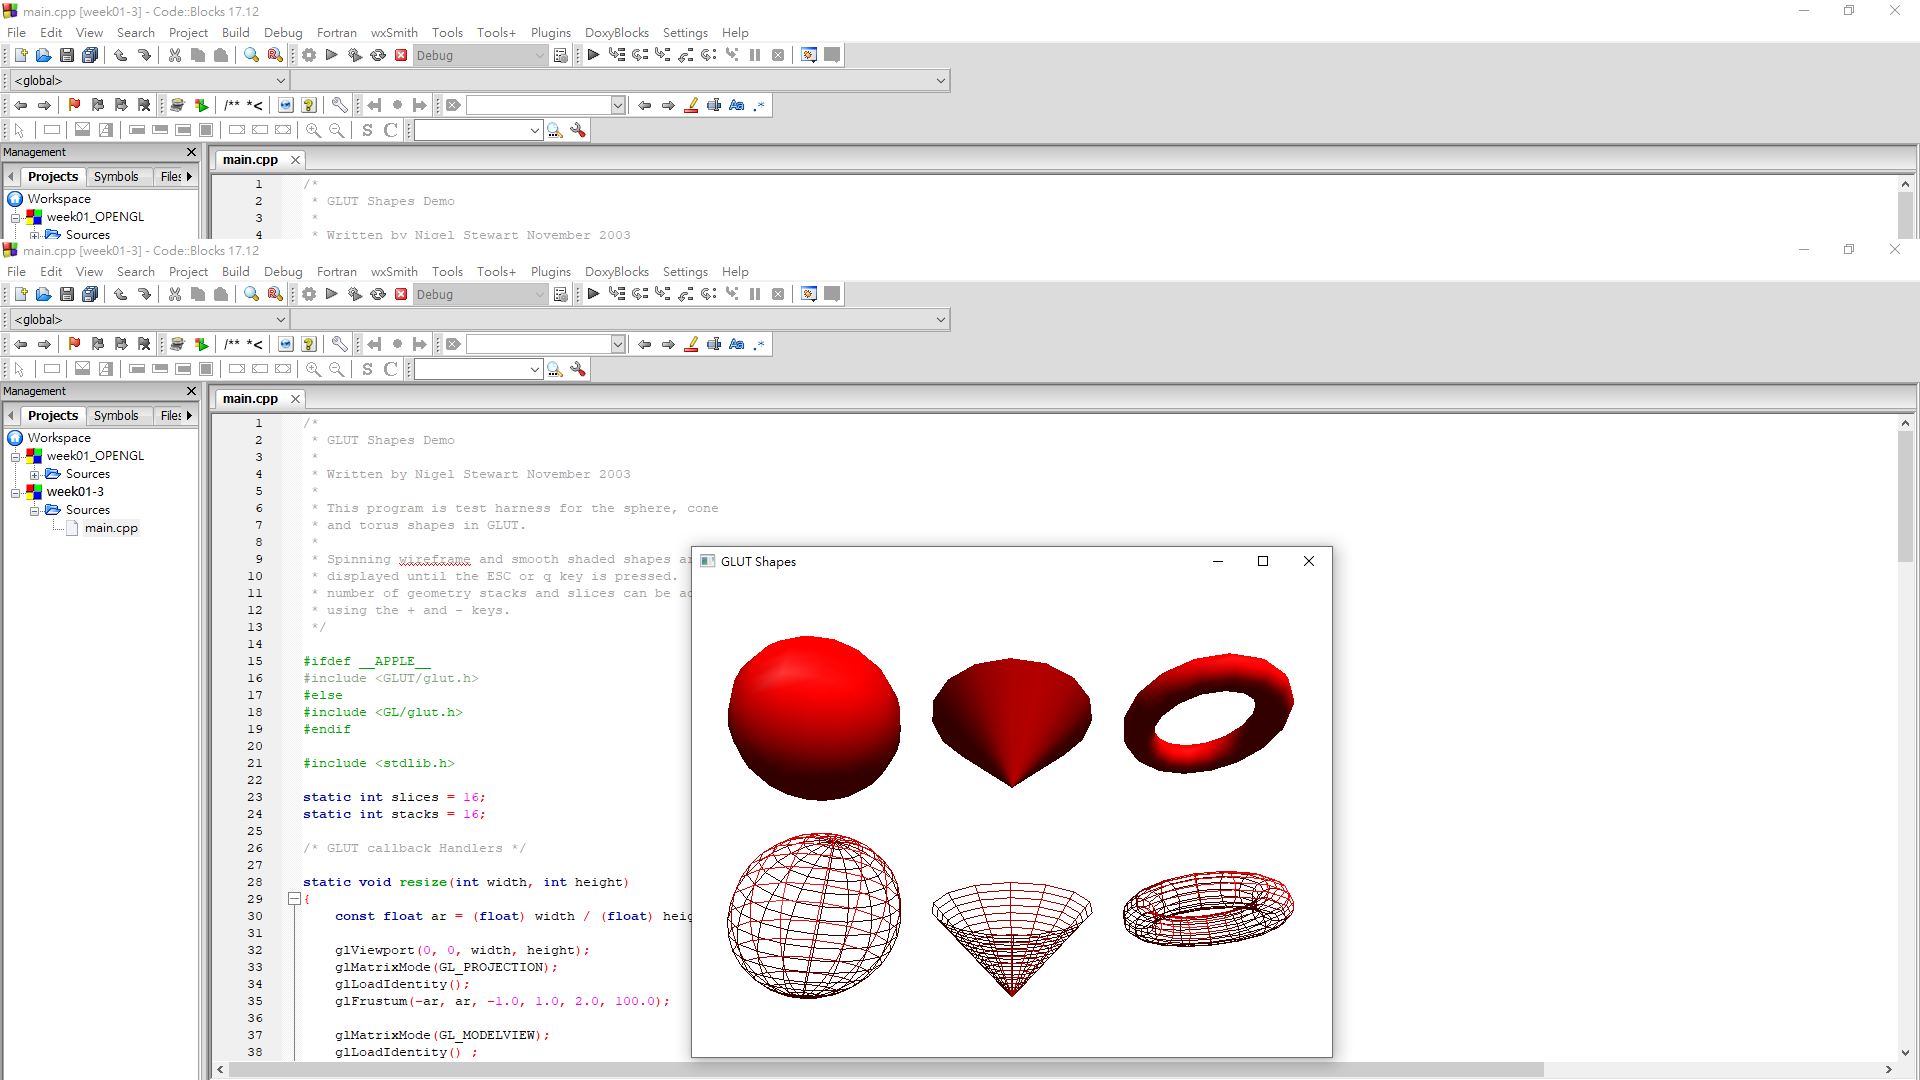 main.cpp [week01-3] - Code::Blocks 17.12
File Edit View Search Project Build Debug Fortran wxSmith Tools Tools+ Plugins DoxyBlocks Settings Help
Debug
<global>
/** *<
Aa .*
S C
Management
main.cpp
Projects Symbols Files
Workspace
week01_OPENGL
Sources
1 /*
2 * GLUT Shapes Demo
3 *
4 * Written by Nigel Stewart November 2003
main.cpp [week01-3] - Code::Blocks 17.12
File Edit View Search Project Build Debug Fortran wxSmith Tools Tools+ Plugins DoxyBlocks Settings Help
Debug
<global>
/** *<
Aa .*
S C
Management
main.cpp
Projects Symbols Files
Workspace
week01_OPENGL
Sources
week01-3
Sources
main.cpp
1 /*
2 * GLUT Shapes Demo
3 *
4 * Written by Nigel Stewart November 2003
5 *
6 * This program is test harness for the sphere, cone
7 * and torus shapes in GLUT.
8 *
9 * Spinning wireframe and smooth shaded shapes
10 * displayed until the ESC or q key is pressed.
11 * number of geometry stacks and slices can be
12 * using the + and - keys.
13 */
14
15 #ifdef __APPLE__
16 #include <GLUT/glut.h>
17 #else
18 #include <GL/glut.h>
19 #endif
20
21 #include <stdlib.h>
22
23 static int slices = 16;
24 static int stacks = 16;
25
26 /* GLUT callback Handlers */
27
28 static void resize(int width, int height)
29 {
30 const float ar = (float) width / (float)
31
32 glViewport(0, 0, width, height);
33 glMatrixMode(GL_PROJECTION);
34 glLoadIdentity();
35 glFrustum(-ar, ar, -1.0, 1.0, 2.0, 100.0);
36
37 glMatrixMode(GL_MODELVIEW);
38 glLoadIdentity() ;
GLUT Shapes